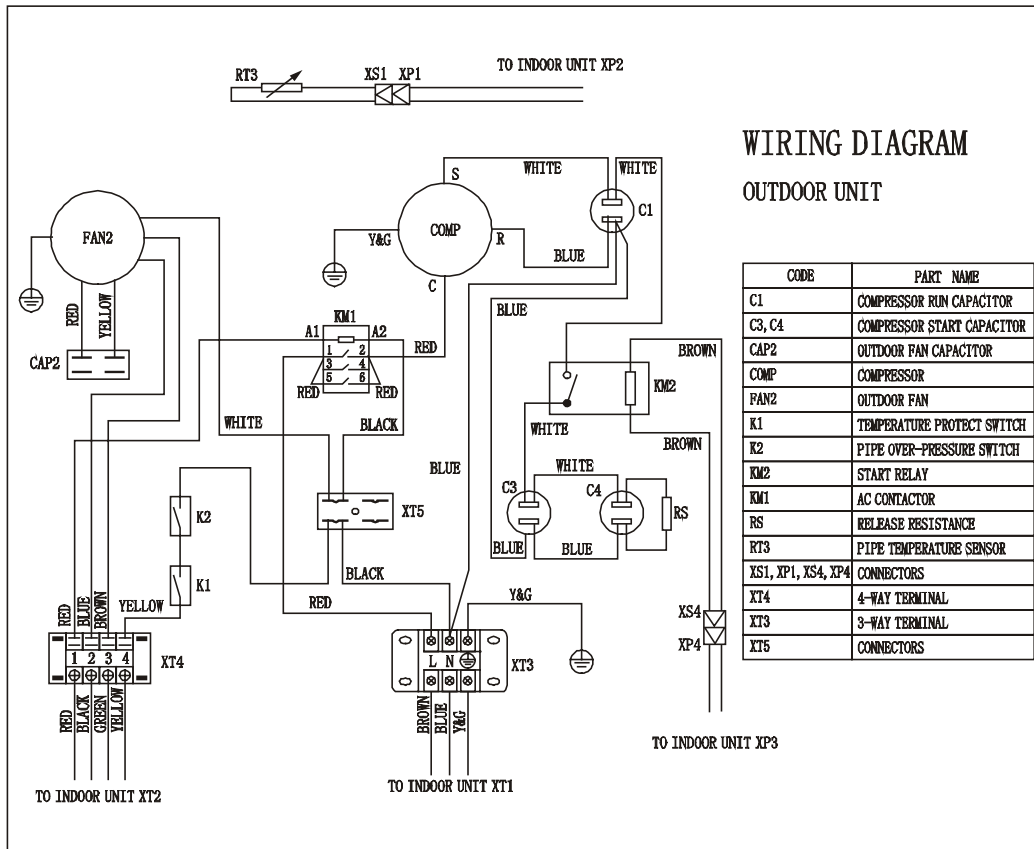 TO INDOOR UNIT XP2
RT3
XS1 XP1
WIRING DIAGRAM
OUTDOOR UNIT
WHITE
WHITE
S
C1
FAN2
COMP
Y&G
R
BLUE
C
RED
YELLOW
BLUE
KM1
A1
A2
RED
1 2
3 4
5 6
RED
RED
CAP2
BROWN
KM2
WHITE
BLACK
WHITE
BROWN
BLUE
WHITE
C3
C4
RS
XT5
K2
BLUE
BLUE
BLACK
K1
RED
BLUE
BROWN
YELLOW
RED
Y&G
XS4
XP4
1 2 3 4
XT4
L N
XT3
RED
BLACK
GREEN
YELLOW
BROWN
BLUE
Y&G
TO INDOOR UNIT XP3
TO INDOOR UNIT XT1
TO INDOOR UNIT XT2
CODE PART NAME
C1 COMPRESSOR RUN CAPACITOR
C3, C4 COMPRESSOR START CAPACITOR
CAP2 OUTDOOR FAN CAPACITOR
COMP COMPRESSOR
FAN2 OUTDOOR FAN
K1 TEMPERATURE PROTECT SWITCH
K2 PIPE OVER-PRESSURE SWITCH
KM2 START RELAY
KM1 AC CONTACTOR
RS RELEASE RESISTANCE
RT3 PIPE TEMPERATURE SENSOR
XS1, XP1, XS4, XP4 CONNECTORS
XT4 4-WAY TERMINAL
XT3 3-WAY TERMINAL
XT5 CONNECTORS